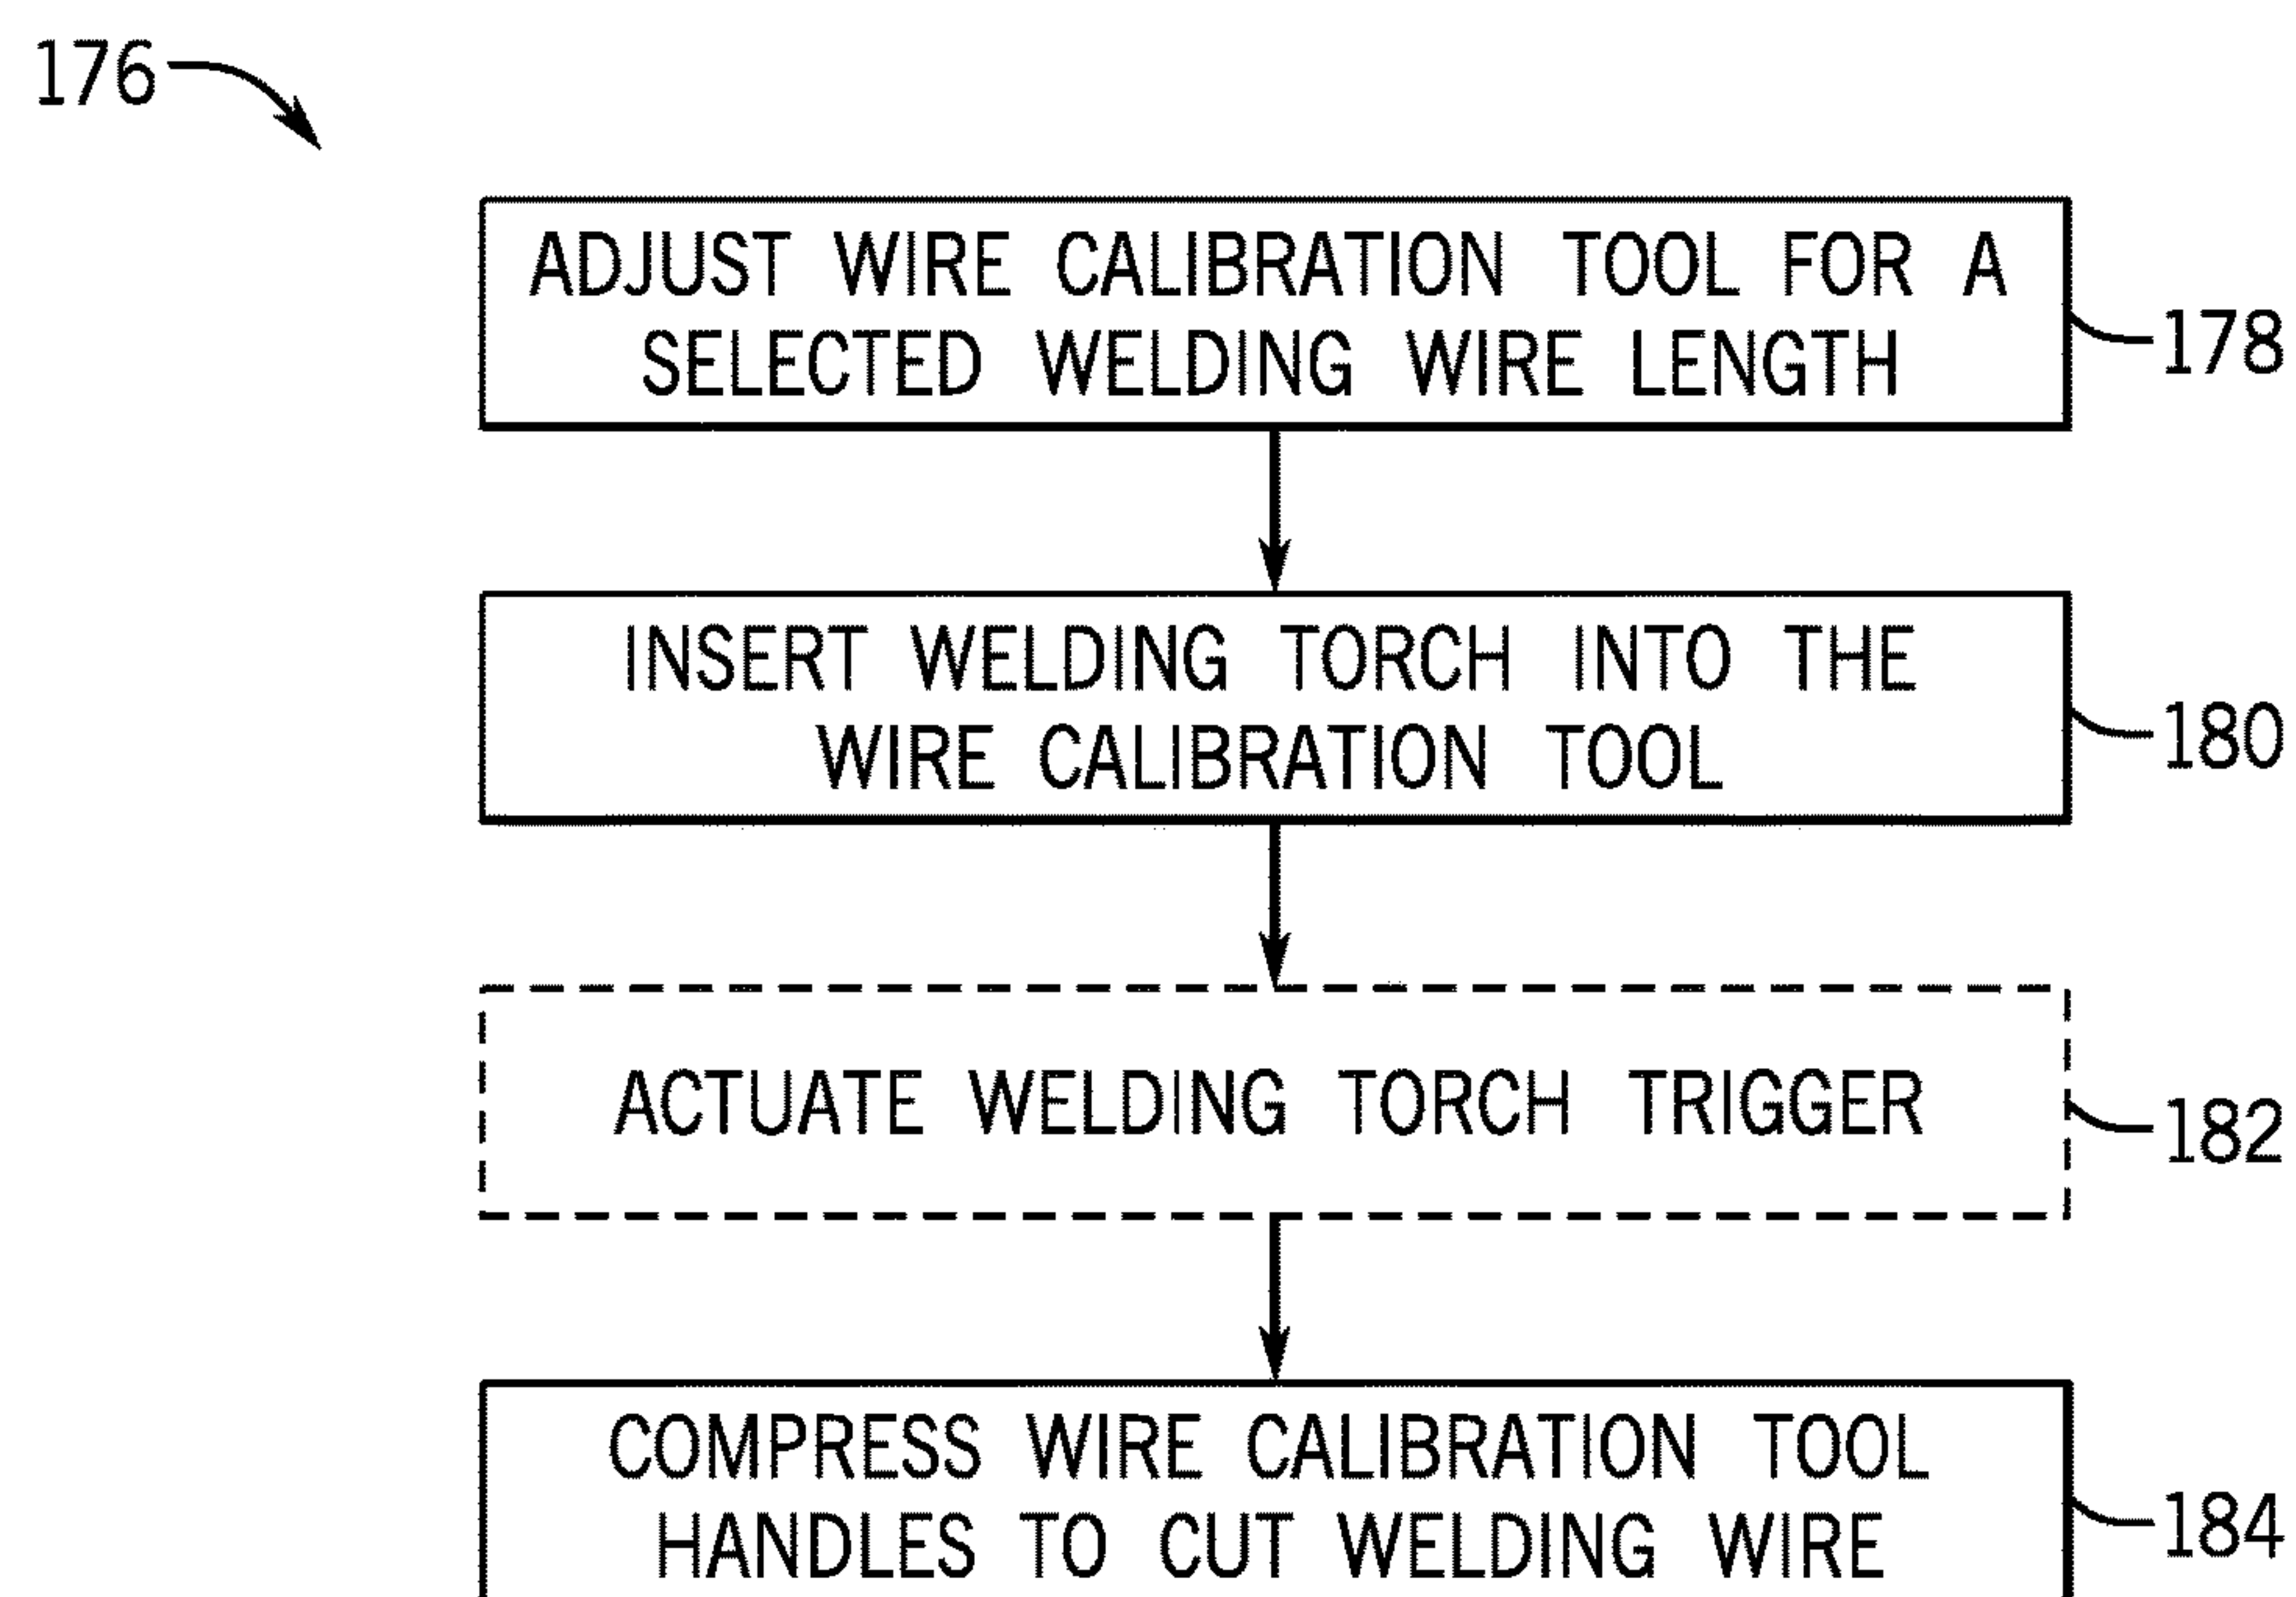 176
ADJUST WIRE CALIBRATION TOOL FOR A
SELECTED WELDING WIRE LENGTH
178
INSERT WELDING TORCH INTO THE
WIRE CALIBRATION TOOL
180
ACTUATE WELDING TORCH TRIGGER
182
COMPRESS WIRE CALIBRATION TOOL
HANDLES TO CUT WELDING WIRE
184